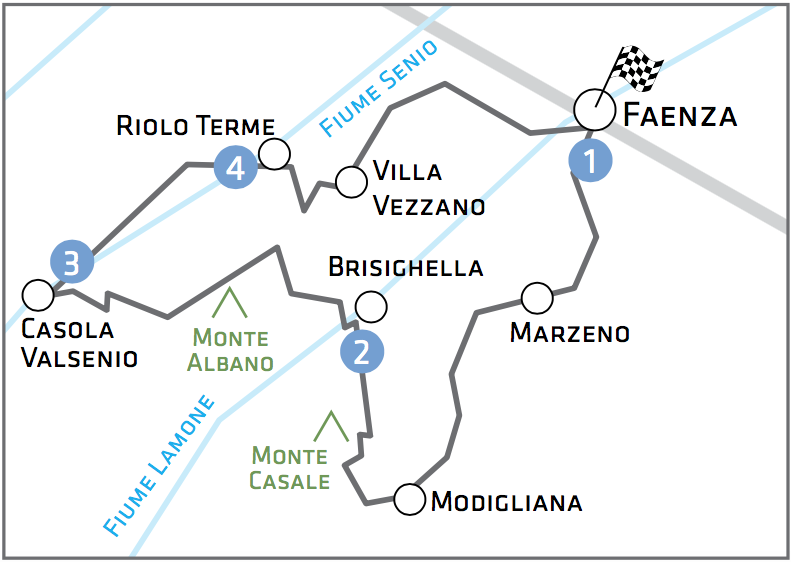 FIUME SENIO
FAENZA
RIOLO TERME
1
4
VILLA
VEZZANO
3
BRISIGHELLA
CASOLA
VALSENIO
MONTE
ALBANO
MARZENO
2
FIUME LAMONE
MONTE
CASALE
MODIGLIANA